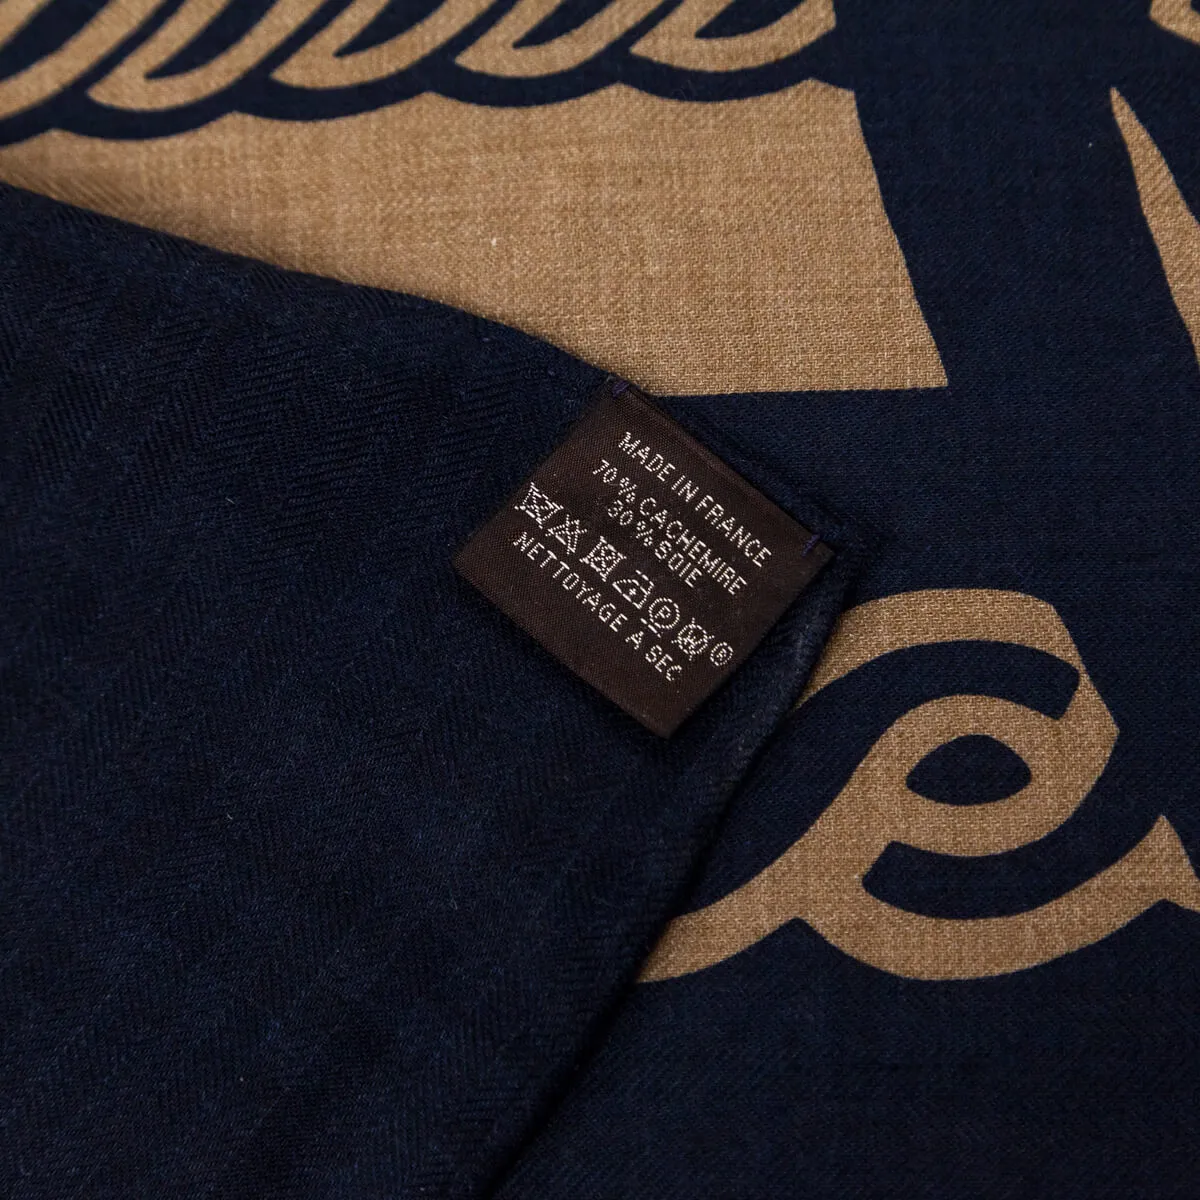 MADE IN FRANCE
70% CACHEMIRE
30% SOIE
P W ®
NETTOYAGE A SEC